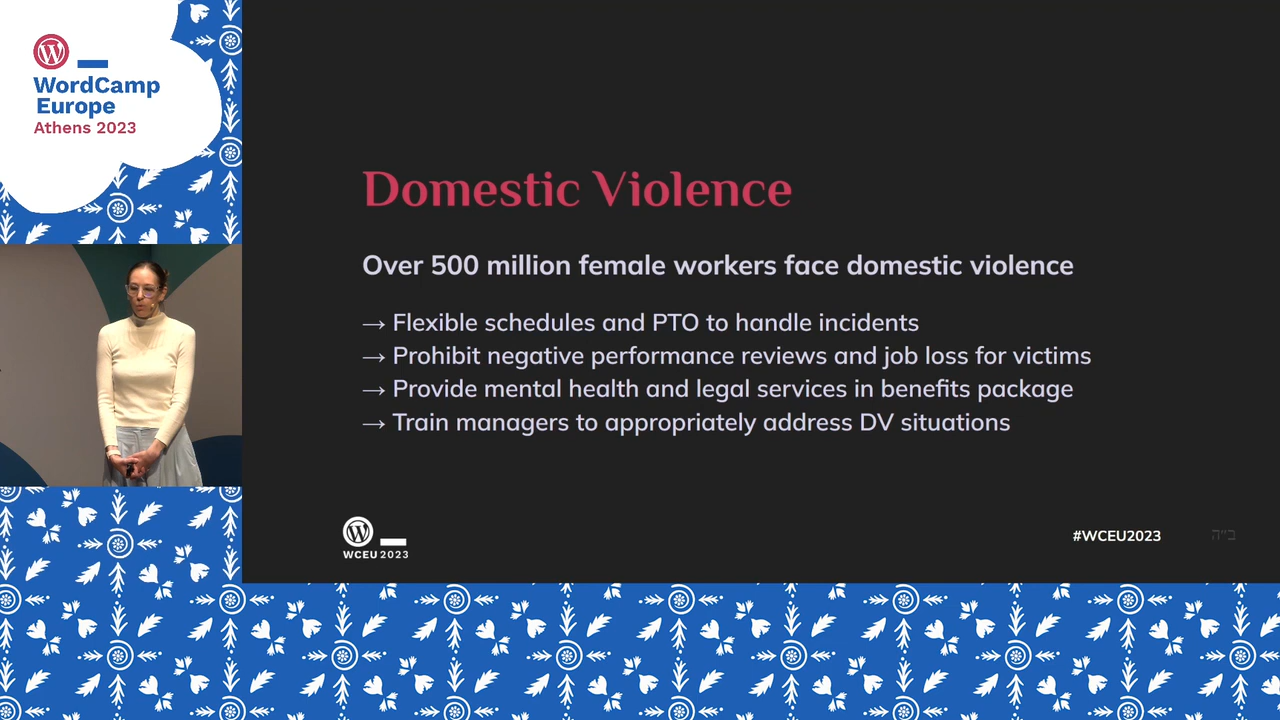 WordCamp
Europe
Athens 2023
Domestic Violence
Over 500 million female workers face domestic violence
→ Flexible schedules and PTO to handle incidents
→ Prohibit negative performance reviews and job loss for victims
→ Provide mental health and legal services in benefits package
→ Train managers to appropriately address DV situations
WCEU 2023
#WCEU2023
ב״ה